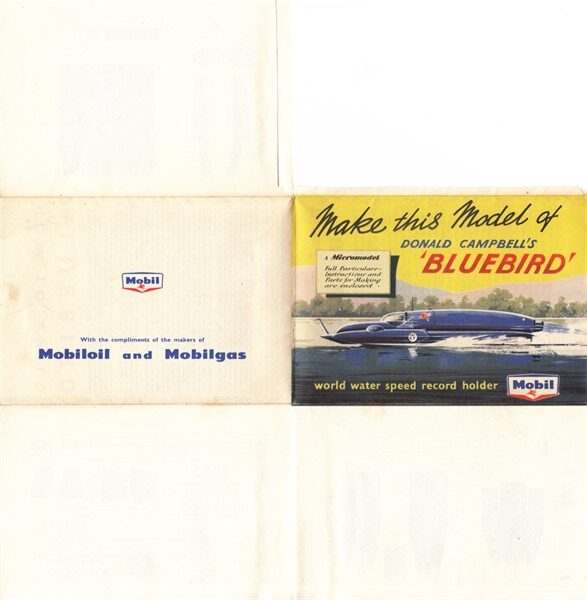 Mobil
With the compliments of the makers of
Mobiloil and Mobilgas
Make this Model of
DONALD CAMPBELL'S
'BLUEBIRD'
A Micromodel
Full Particulars-
Instructions and
Parts for Making
are enclosed
world water speed record holder
Mobil